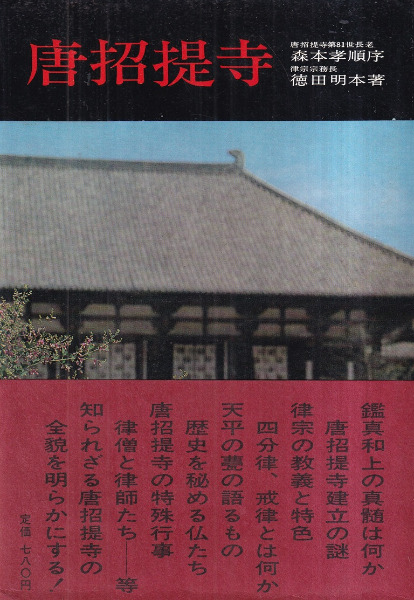 唐招提寺
唐招提寺第81世長老
森本孝順序
律宗宗務長
徳田明本著
鑑真和上の真髄は何か
唐招提寺建立の謎
律宗の教義と特色
四分律、戒律とは何か
天平の甍の語るもの
歴史を秘める仏たち
唐招提寺の特殊行事
律僧と律師たち――等
知られざる唐招提寺の
全貌を明らかにする!
定価 七八〇円